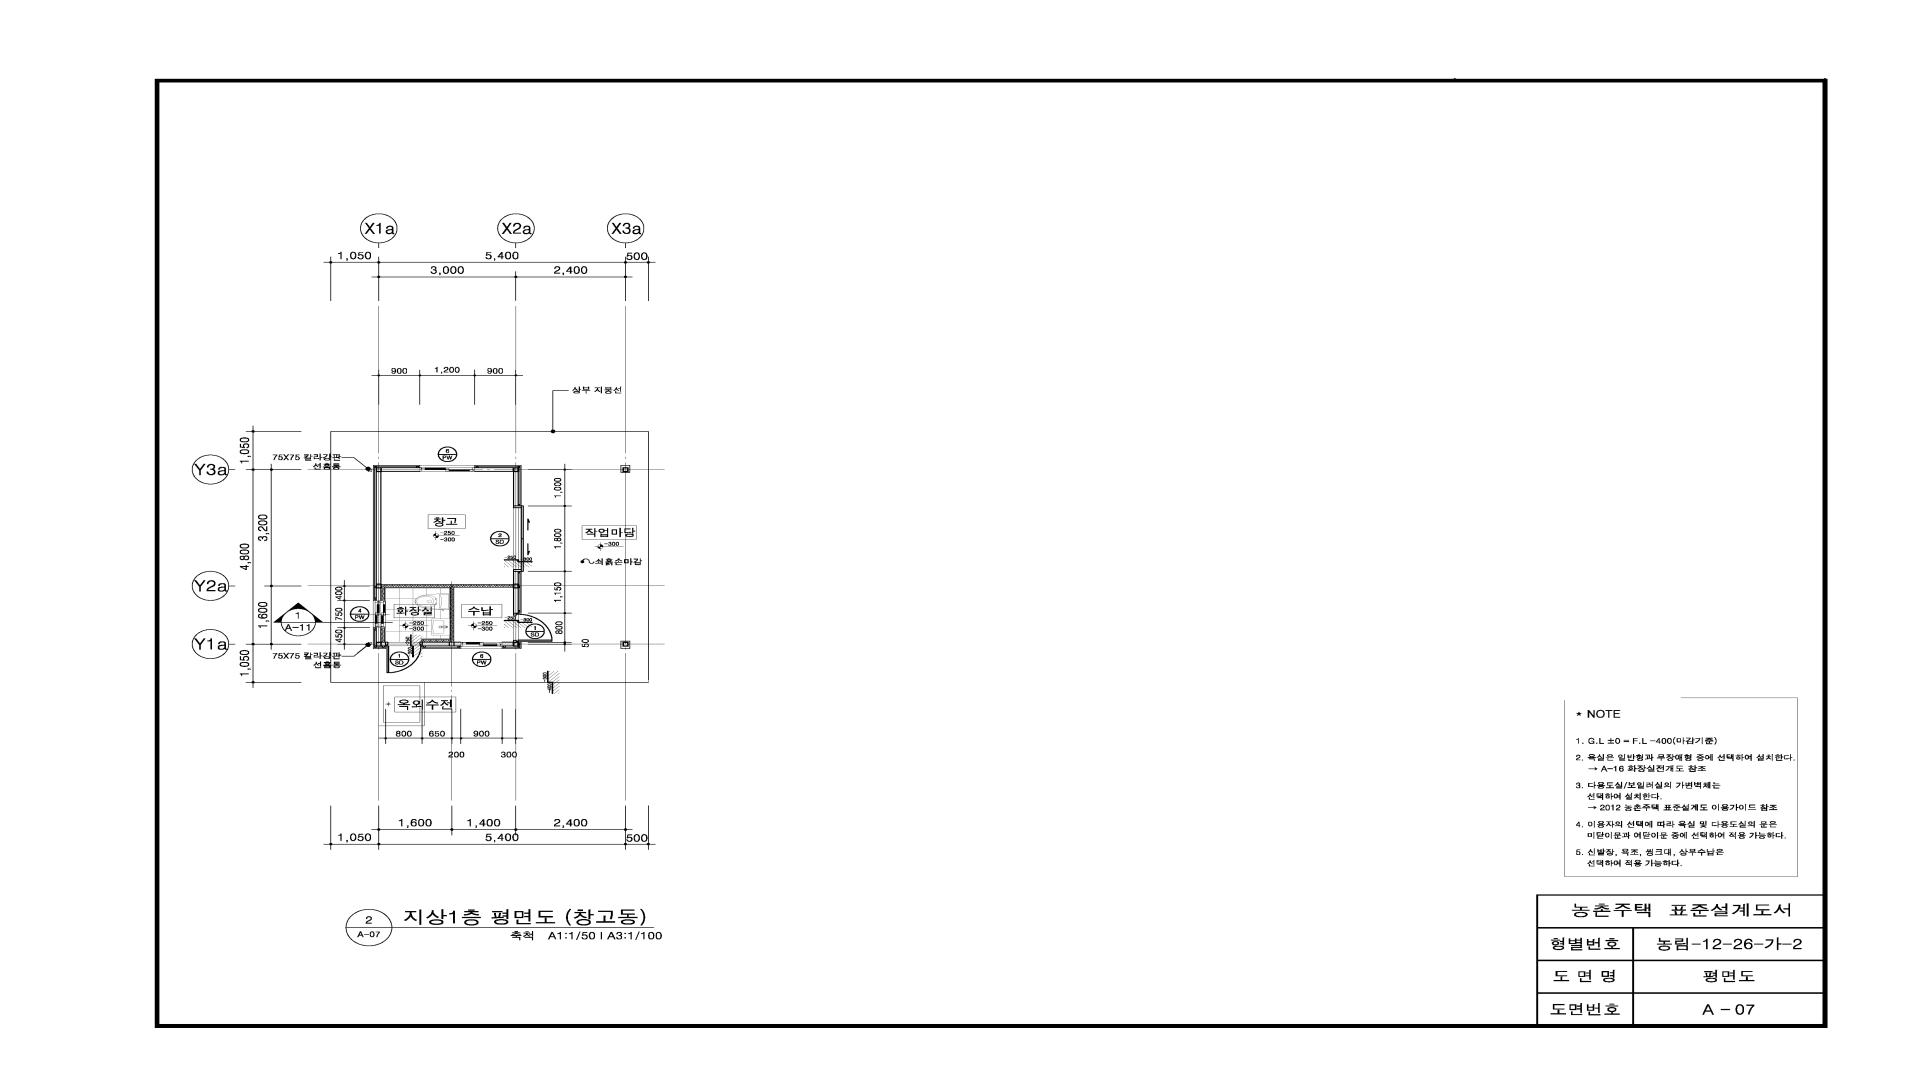 X1a X2a X3a
1,050 5,400 500
3,000 2,400
900 1,200 900
상부 지붕선
Y3a
Y2a
Y1a
1,050
3,200
4,800
1,600
1,050
75X75 칼라강판
선홈통
6
PW
창고
-250
-300
2
SD
1,000
1,800
1,150
800
50
작업마당
-300
쇠흙손마감
400
750
450
4
PW
1
A-11
화장실
-250
-300
수납
-250
-300
1
SD
75X75 칼라강판
선홈통
1
SD
6
PW
옥외수전
800 650 900
200 300
1,600 1,400 2,400
1,050 5,400 500
2
A-07
지상1층 평면도 (창고동)
축척 A1:1/50 I A3:1/100
* NOTE
1. G.L ±0 = F.L -400(마감기준)
2. 욕실은 일반형과 무장애형 중에 선택하여 설치한다.
→ A-16 화장실전개도 참조
3. 다용도실/보일러실의 가변벽체는
선택하여 설치한다.
→ 2012 농촌주택 표준설계도 이용가이드 참조
4. 이용자의 선택에 따라 욕실 및 다용도실의 문은
미닫이문과 여닫이문 중에 선택하여 적용 가능하다.
5. 신발장, 욕조, 씽크대, 상부수납은
선택하여 적용 가능하다.
농촌주택 표준설계도서
형별번호 농림-12-26-가-2
도 면 명 평면도
도면번호 A - 07